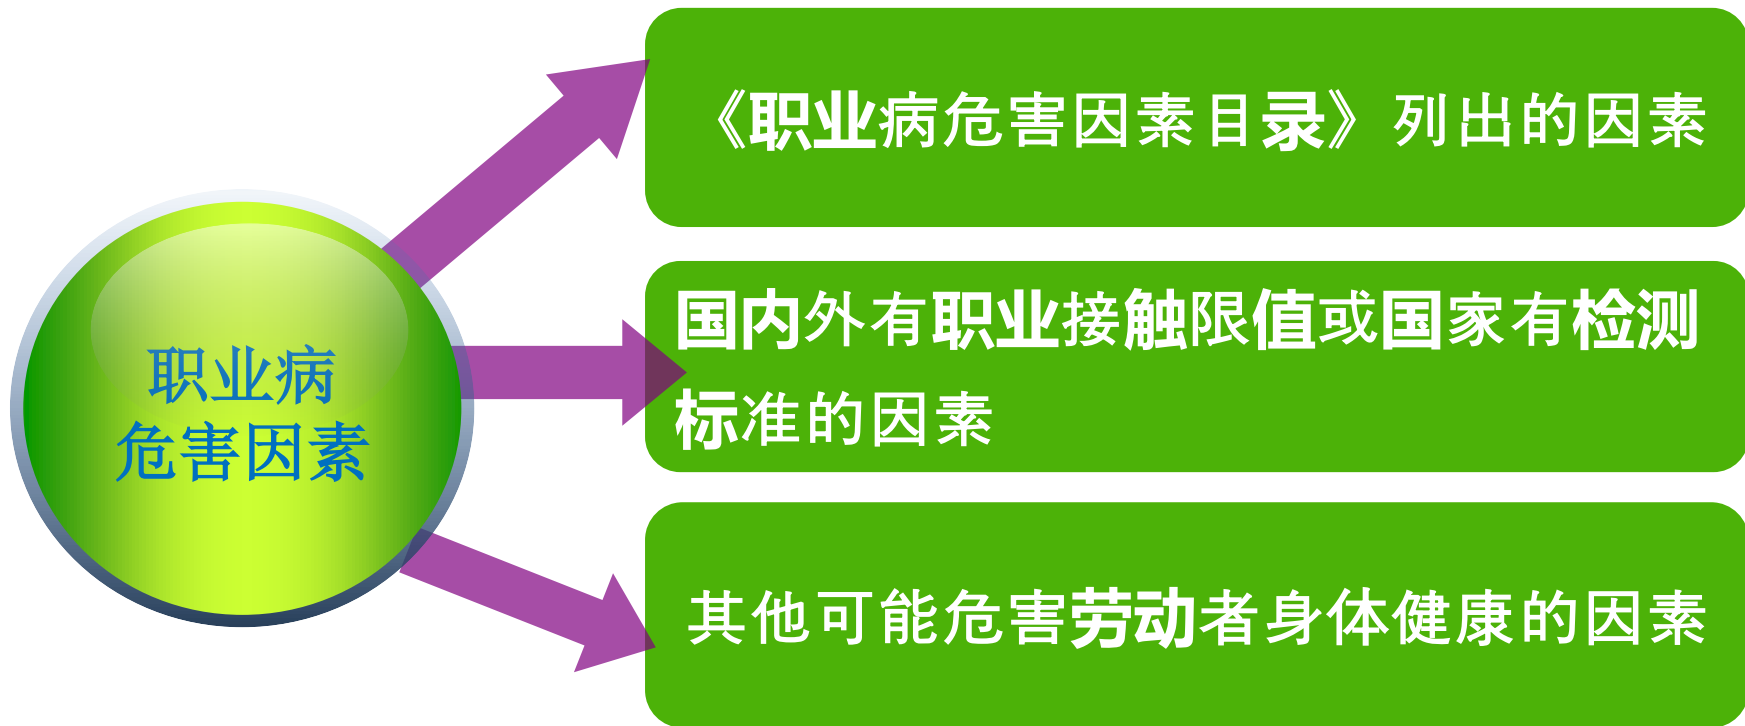 职业病
危害因素
《职业病危害因素目录》列出的因素
国内外有职业接触限值或国家有检测
标准的因素
其他可能危害劳动者身体健康的因素